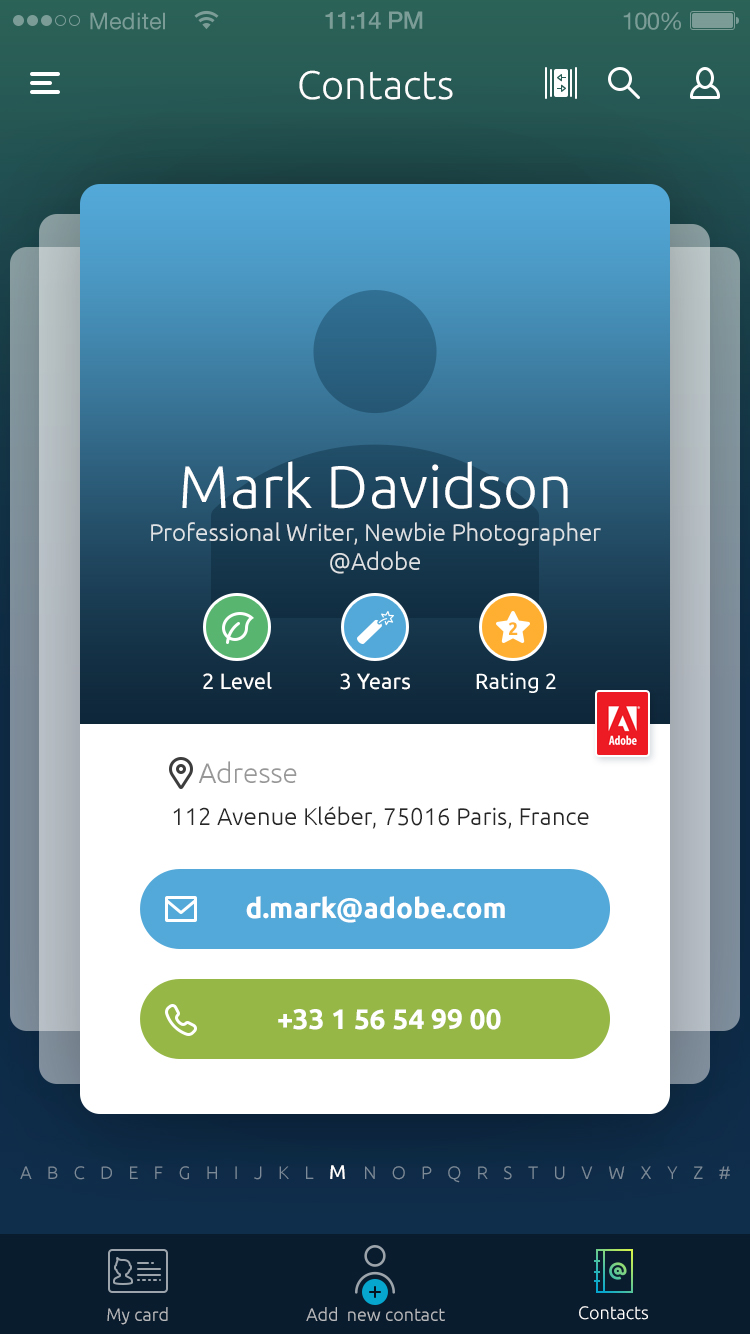 Meditel 11:14 PM 100%
Contacts
Mark Davidson
Professional Writer, Newbie Photographer
@Adobe
2
2 Level 3 Years Rating 2
Adobe
Adresse
112 Avenue Kléber, 75016 Paris, France
d.mark@adobe.com
+33 1 56 54 99 00
A B C D E F G H I J K L M N O P Q R S T U V W X Y Z #
@
My card Add new contact Contacts